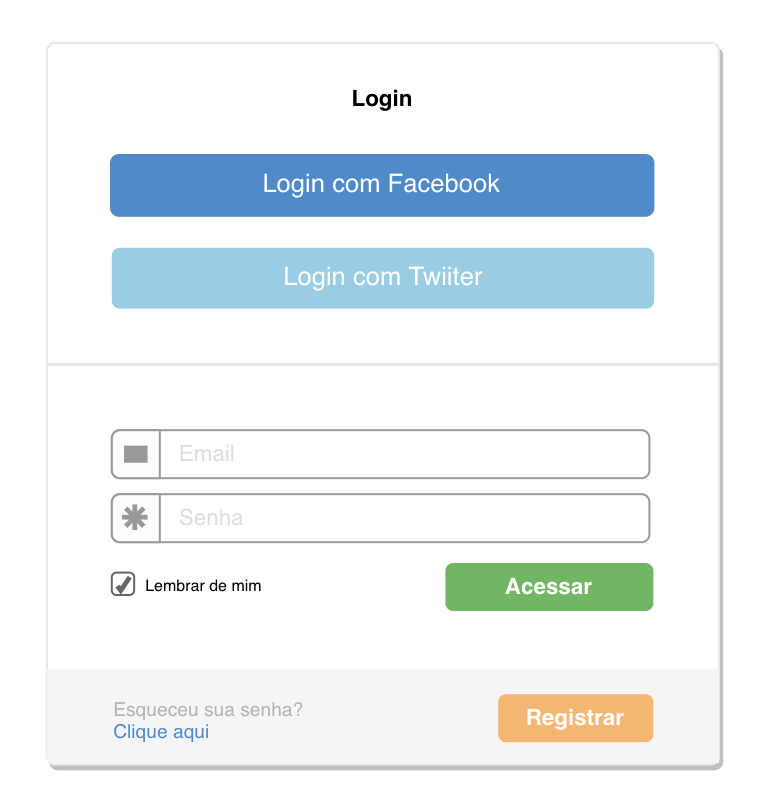 Login
Login com Facebook
Login com Twiiter
Email
Senha
Lembrar de mim
Acessar
Esqueceu sua senha?
Clique aqui
Registrar